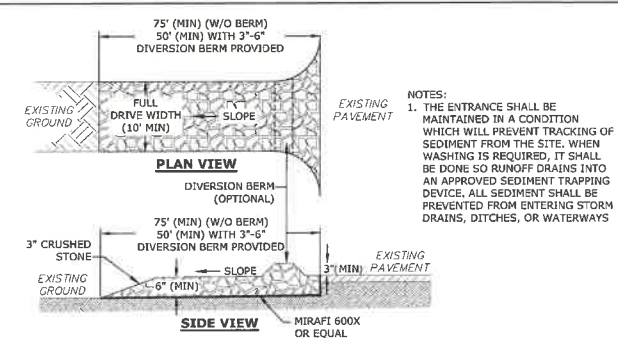 75' (MIN) (W/O BERM)
50' (MIN) WITH 3"-6"
DIVERSION BERM PROVIDED
EXISTING
GROUND
FULL
DRIVE WIDTH
(10' MIN)
SLOPE
EXISTING
PAVEMENT
PLAN VIEW
DIVERSION BERM
(OPTIONAL)
NOTES:
1. THE ENTRANCE SHALL BE
MAINTAINED IN A CONDITION
WHICH WILL PREVENT TRACKING OF
SEDIMENT FROM THE SITE. WHEN
WASHING IS REQUIRED, IT SHALL
BE DONE SO RUNOFF DRAINS INTO
AN APPROVED SEDIMENT TRAPPING
DEVICE. ALL SEDIMENT SHALL BE
PREVENTED FROM ENTERING STORM
DRAINS, DITCHES, OR WATERWAYS
75' (MIN) (W/O BERM)
50' (MIN) WITH 3"-6"
DIVERSION BERM PROVIDED
3" CRUSHED
STONE
EXISTING
GROUND
6" (MIN)
SLOPE
3"(MIN)
EXISTING
PAVEMENT
SIDE VIEW
MIRAFI 600X
OR EQUAL